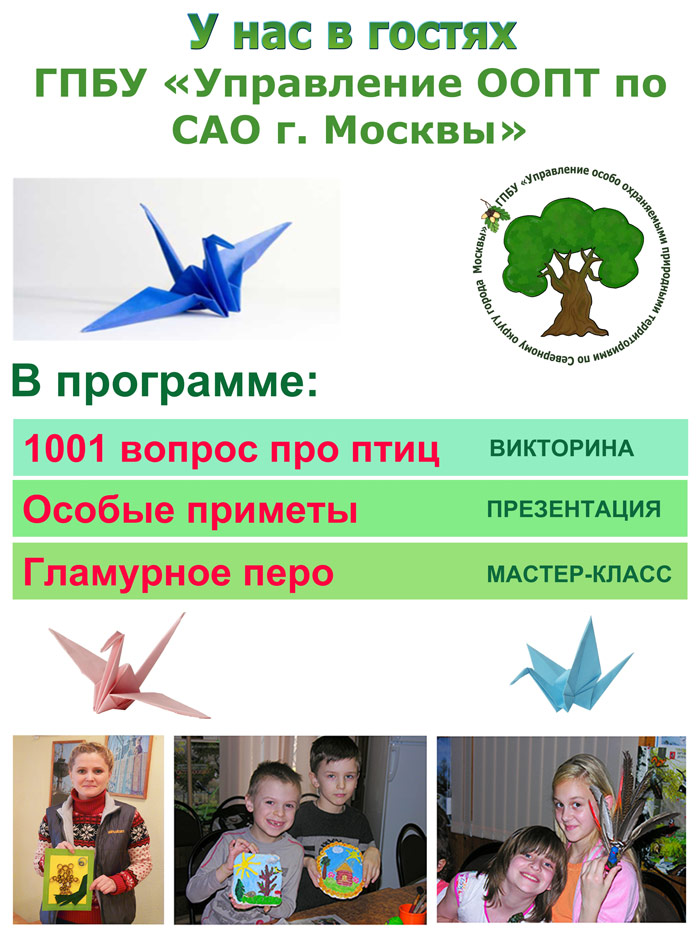 У нас в гостях
ГПБУ «Управление ООПТ по
САО г. Москвы»
ГПБУ «Управление особо охраняемыми природными территориями по Северному округу города Москвы»
В программе:
1001 вопрос про птиц ВИКТОРИНА
Особые приметы ПРЕЗЕНТАЦИЯ
Гламурное перо МАСТЕР-КЛАСС